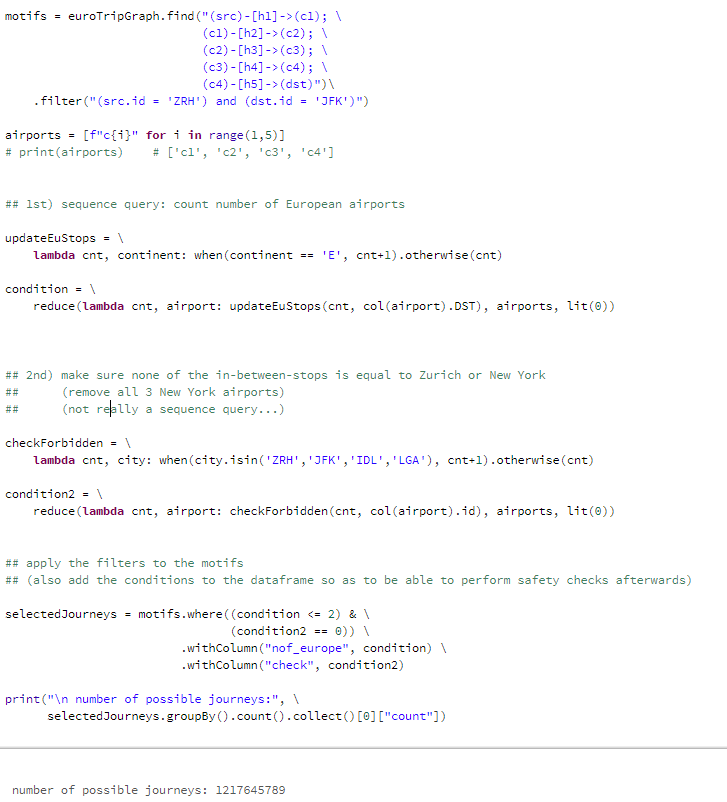 motifs = euroTripGraph.find("(src)-[h1]->(c1); \
(c1)-[h2]->(c2); \
(c2)-[h3]->(c3); \
(c3)-[h4]->(c4); \
(c4)-[h5]->(dst)")\
.filter("(src.id = 'ZRH') and (dst.id = 'JFK')")
airports = [f"c{i}" for i in range(1,5)]
# print(airports)    # ['c1', 'c2', 'c3', 'c4']
## 1st) sequence query: count number of European airports
updateEuStops = \
lambda cnt, continent: when(continent == 'E', cnt+1).otherwise(cnt)
condition = \
reduce(lambda cnt, airport: updateEuStops(cnt, col(airport).DST), airports, lit(0))
## 2nd) make sure none of the in-between-stops is equal to Zurich or New York
##      (remove all 3 New York airports)
##      (not really a sequence query...)
checkForbidden = \
lambda cnt, city: when(city.isin('ZRH','JFK','IDL','LGA'), cnt+1).otherwise(cnt)
condition2 = \
reduce(lambda cnt, airport: checkForbidden(cnt, col(airport).id), airports, lit(0))
## apply the filters to the motifs
## (also add the conditions to the dataframe so as to be able to perform safety checks afterwards)
selectedJourneys = motifs.where((condition <= 2) & \
(condition2 == 0)) \
.withColumn("nof_europe", condition) \
.withColumn("check", condition2)
print("\n number of possible journeys:", \
selectedJourneys.groupBy().count().collect()[0]["count"])
number of possible journeys: 1217645789